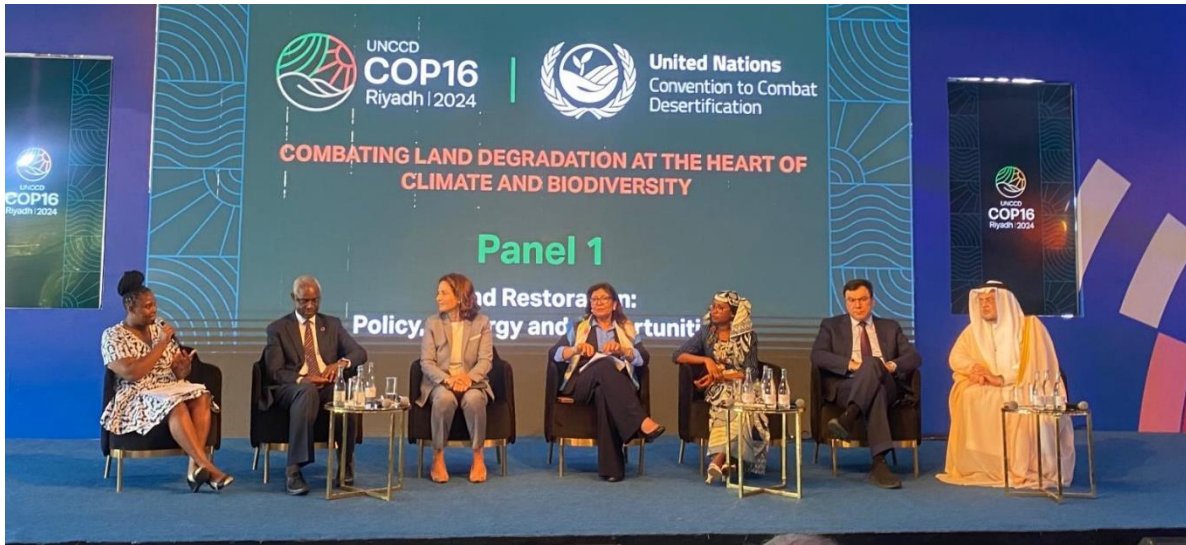 UNCCD
COP16
Riyadh | 2024
United Nations
Convention to Combat
Desertification
COMBATING LAND DEGRADATION AT THE HEART OF
CLIMATE AND BIODIVERSITY
Panel 1
Policy,
UNCCD
COP16
Riyadh | 2024
UNCCD
COP16
Riyadh | 2024